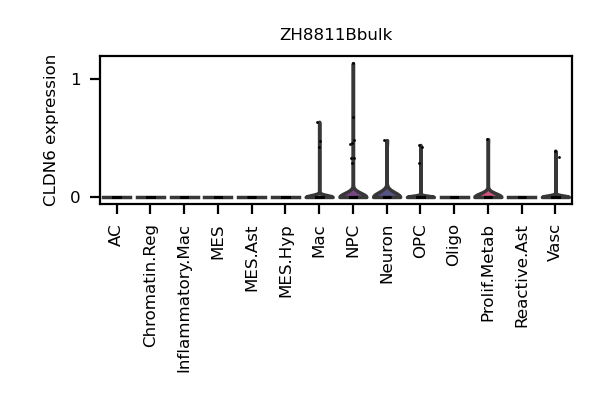 ZH8811Bbulk
CLDN6 expression
1
0
AC
Chromatin.Reg
Inflammatory.Mac
MES
MES.Ast
MES.Hyp
Mac
NPC
Neuron
OPC
Oligo
Prolif.Metab
Reactive.Ast
Vasc